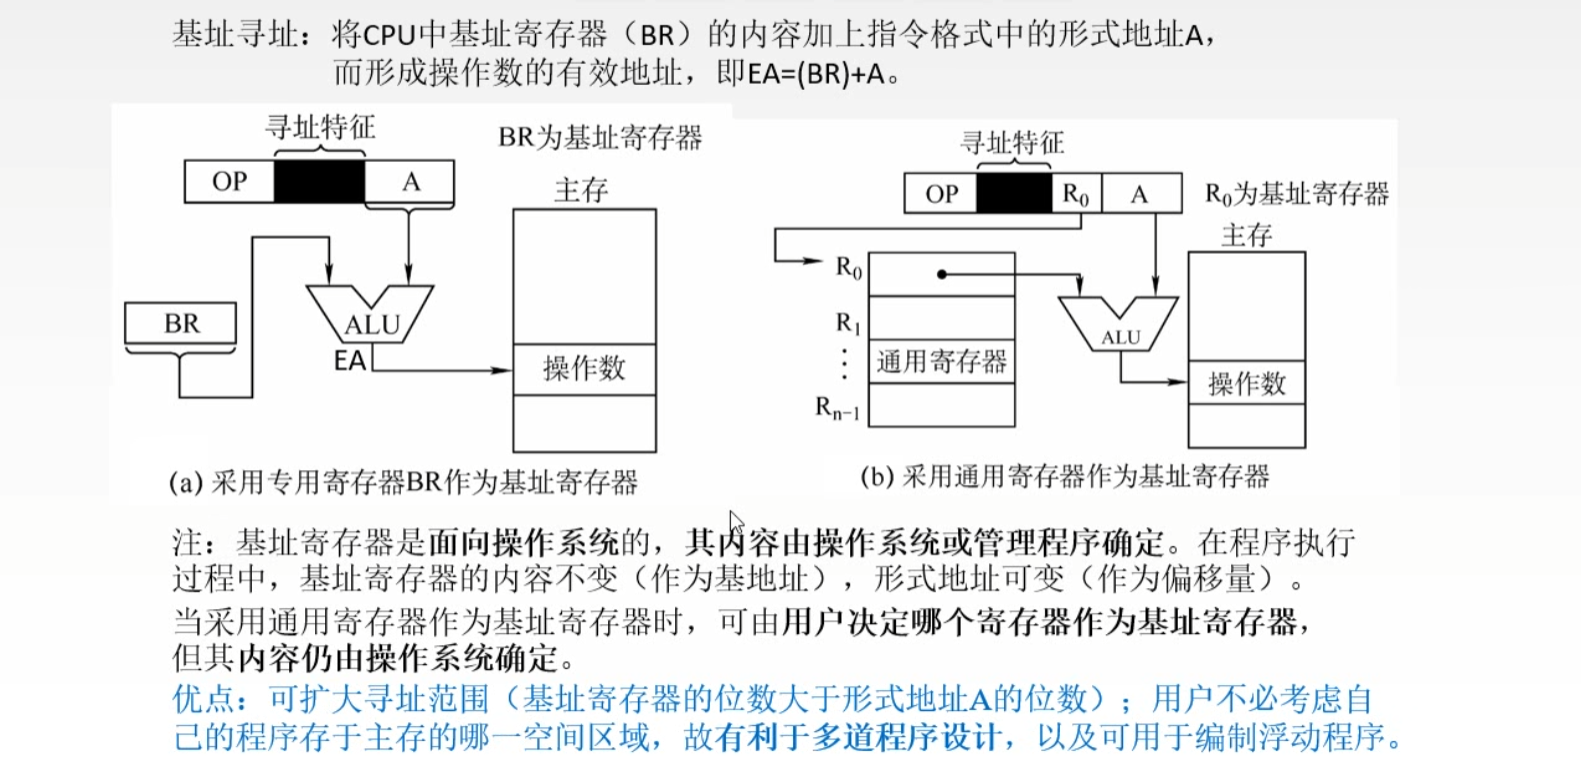 基址寻址：将CPU中基址寄存器（BR）的内容加上指令格式中的形式地址A，
而形成操作数的有效地址，即EA=(BR)+A。
寻址特征
BR为基址寄存器
OP
A
主存
BR
ALU
EA
操作数
(a) 采用专用寄存器BR作为基址寄存器
寻址特征
OP
R₀
A
R₀为基址寄存器
主存
R₀
R₁
⋮
通用寄存器
Rₙ₋₁
ALU
操作数
(b) 采用通用寄存器作为基址寄存器
注：基址寄存器是面向操作系统的，其内容由操作系统或管理程序确定。在程序执行
过程中，基址寄存器的内容不变（作为基地址），形式地址可变（作为偏移量）。
当采用通用寄存器作为基址寄存器时，可由用户决定哪个寄存器作为基址寄存器，
但其内容仍由操作系统确定。
优点：可扩大寻址范围（基址寄存器的位数大于形式地址A的位数）；用户不必考虑自
己的程序存于主存的哪一空间区域，故有利于多道程序设计，以及可用于编制浮动程序。